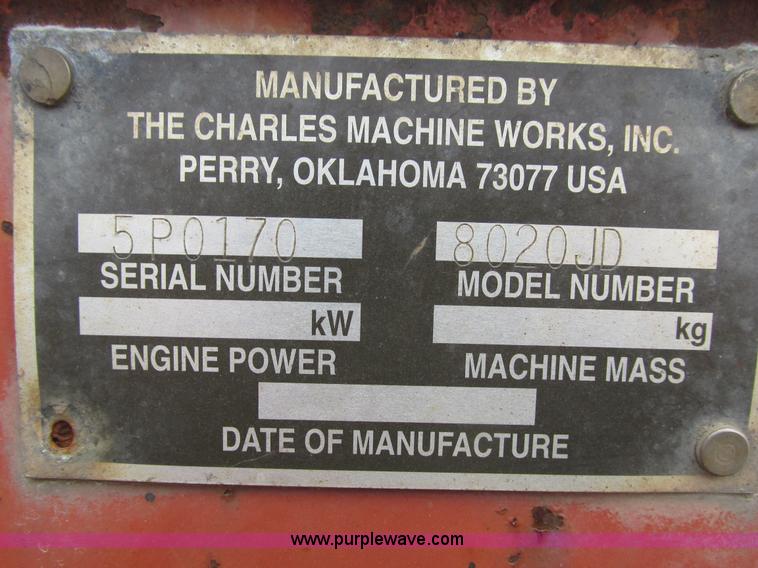 MANUFACTURED BY
THE CHARLES MACHINE WORKS, INC.
PERRY, OKLAHOMA 73077 USA
5P0170 8020JD
SERIAL NUMBER MODEL NUMBER
kW kg
ENGINE POWER MACHINE MASS
DATE OF MANUFACTURE
www.purplewave.com